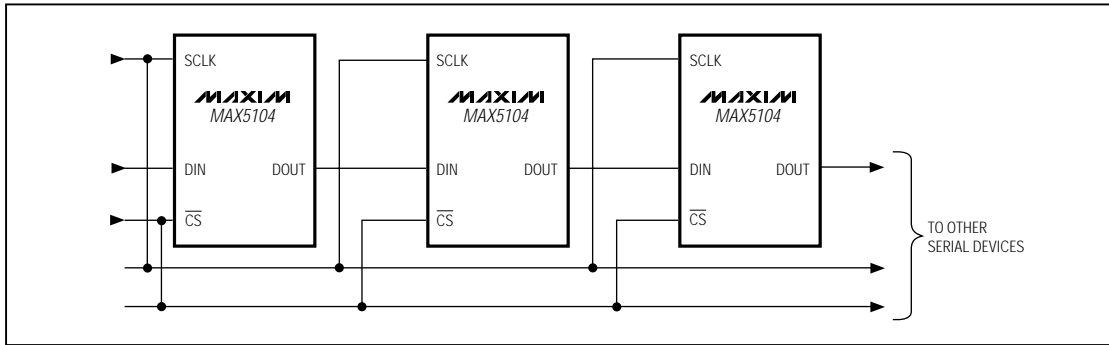 SCLK
MAXIM
MAX5104
DIN
DOUT
CS
SCLK
MAXIM
MAX5104
DIN
DOUT
CS
SCLK
MAXIM
MAX5104
DIN
DOUT
CS
TO OTHER
SERIAL DEVICES